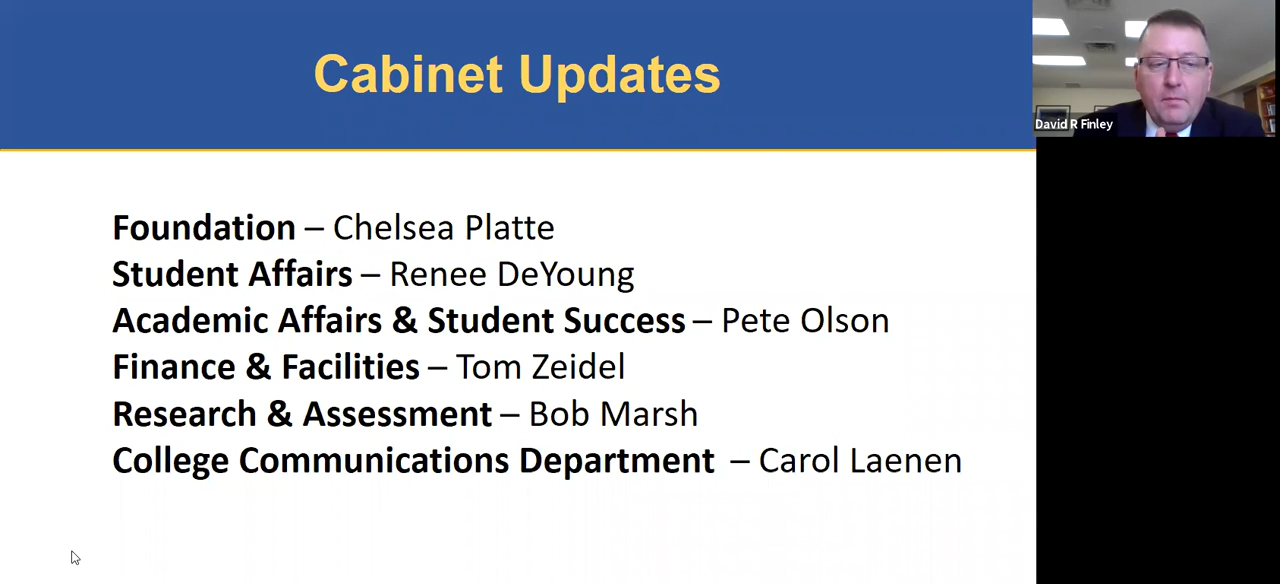 Cabinet Updates
David R Finley
Foundation – Chelsea Platte
Student Affairs – Renee DeYoung
Academic Affairs & Student Success – Pete Olson
Finance & Facilities – Tom Zeidel
Research & Assessment – Bob Marsh
College Communications Department – Carol Laenen